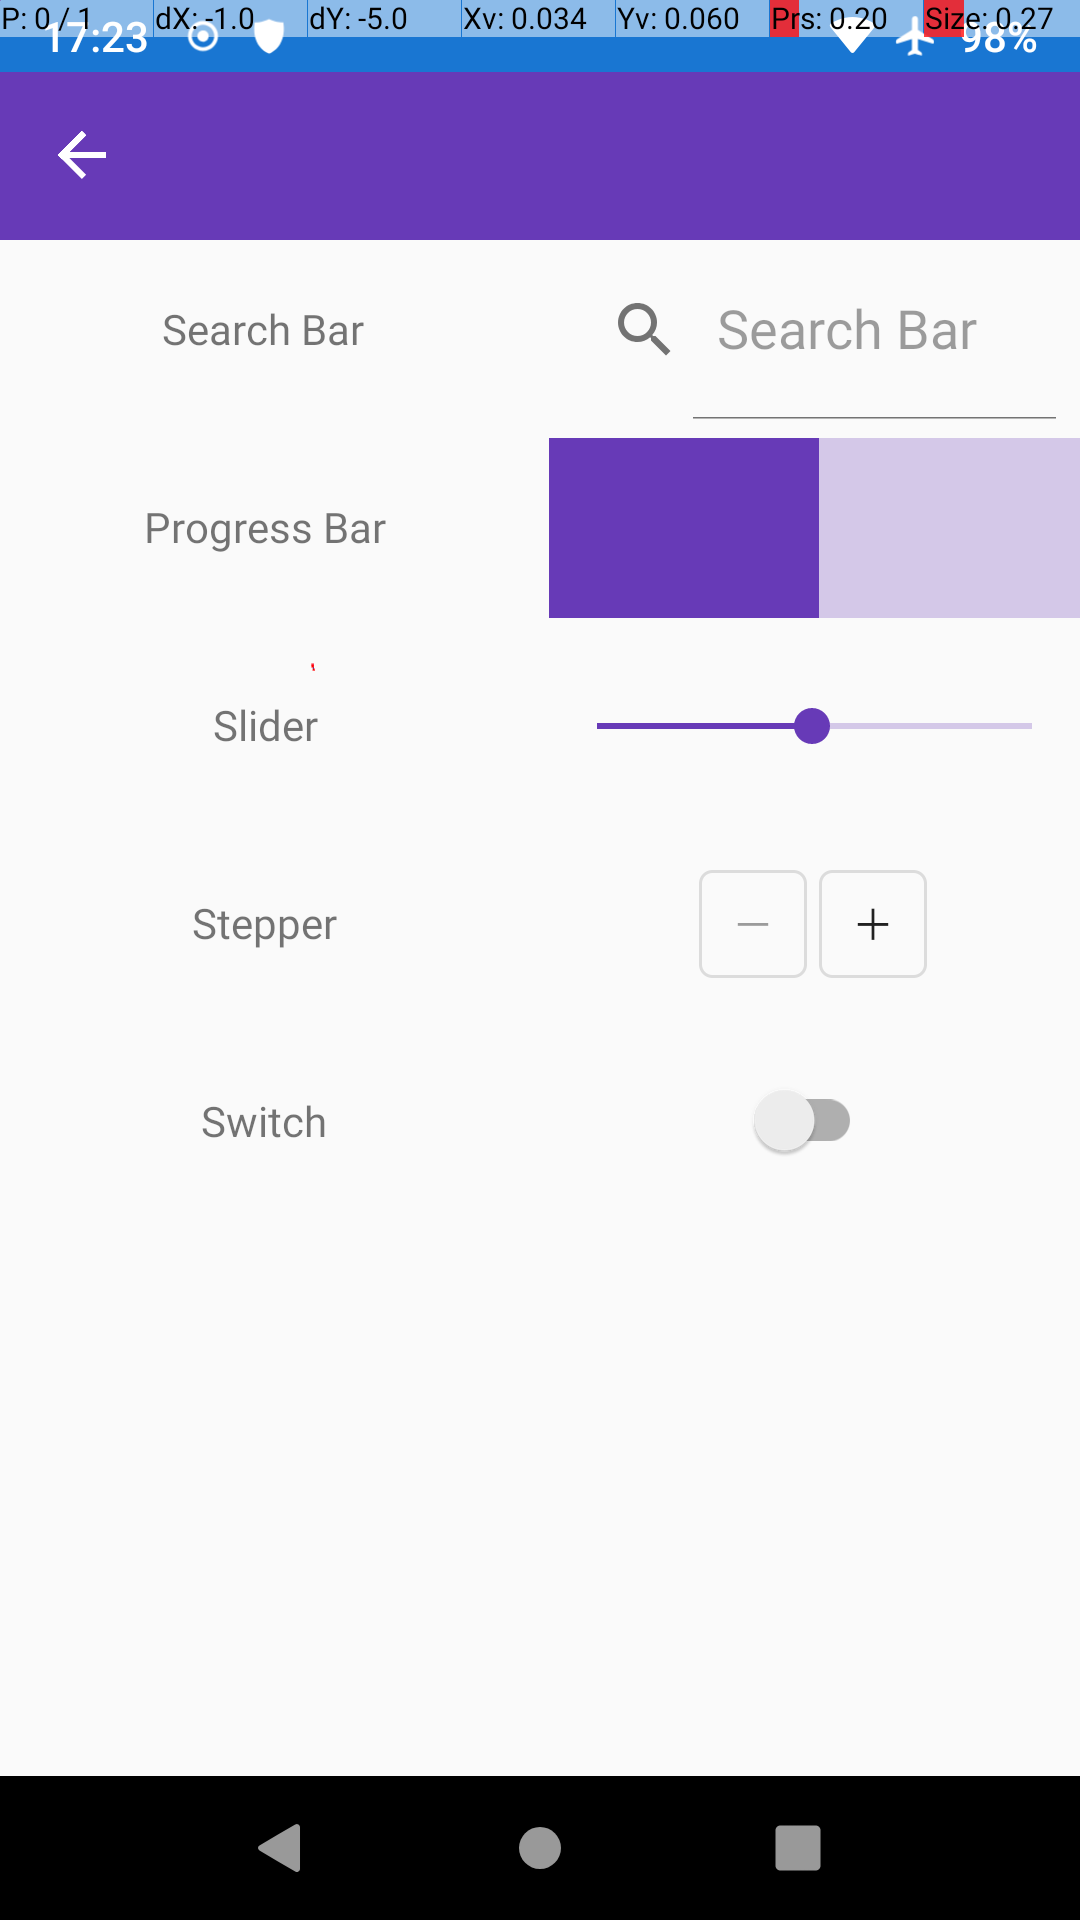 P: 0 / 1 dX: -1.0 dY: -5.0 Xv: 0.034 Yv: 0.060 Prs: 0.20 Size: 0.27
17:23 98%
Search Bar Search Bar
Progress Bar
Slider
Stepper
Switch